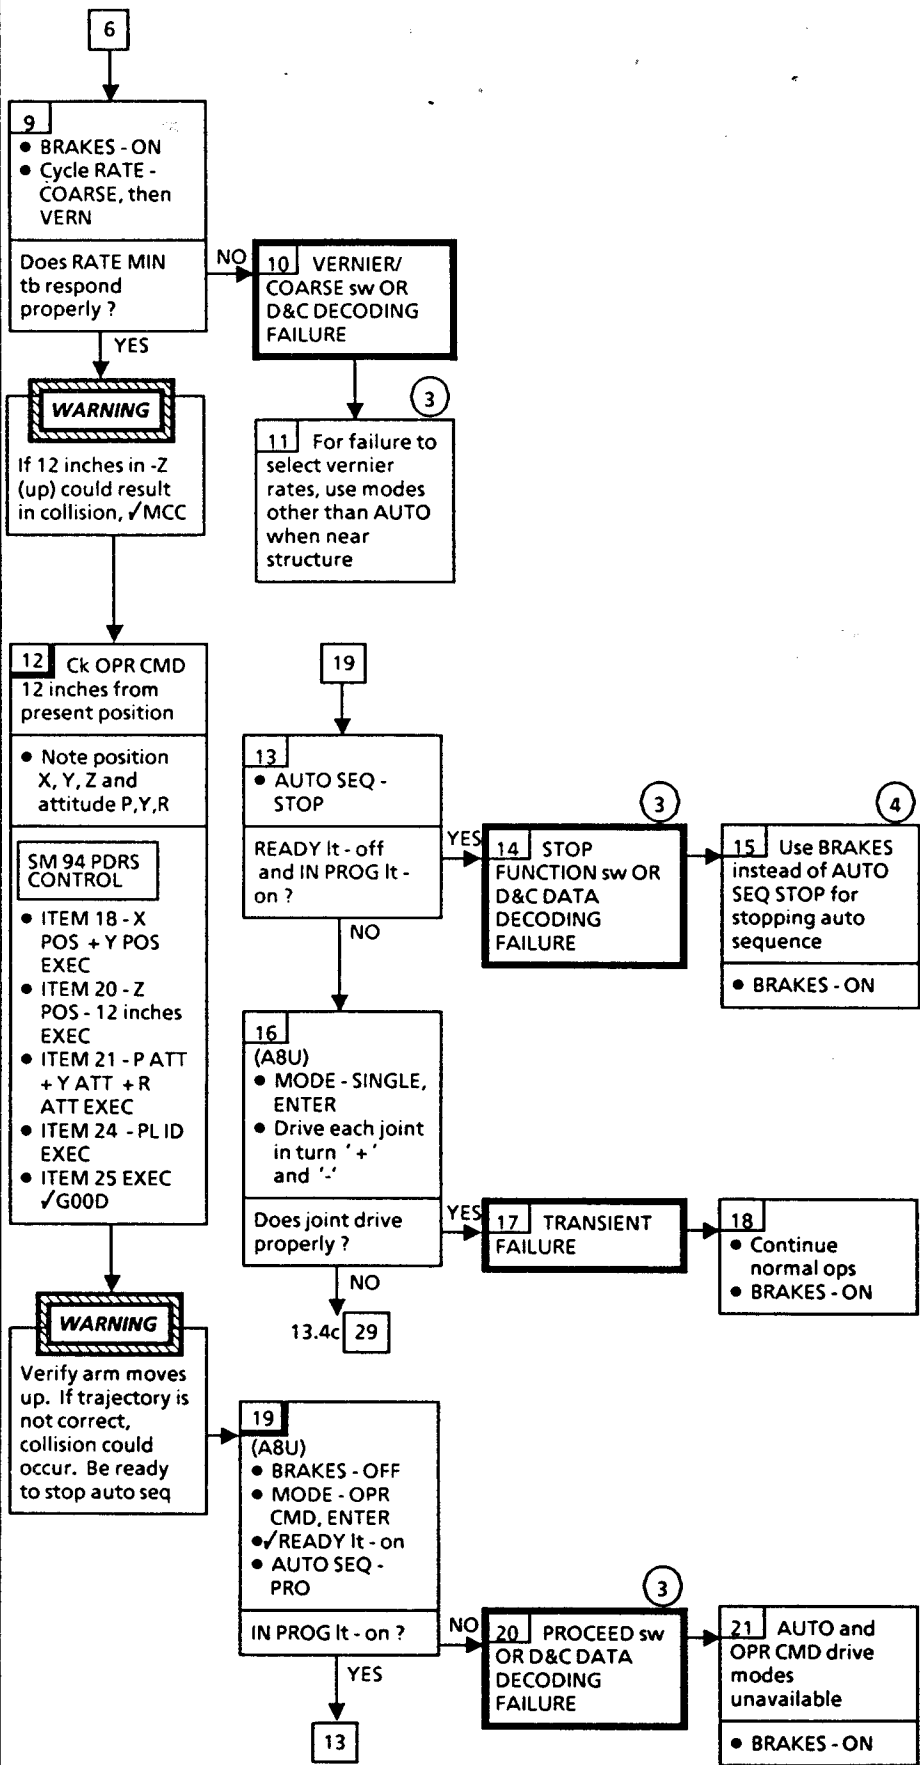 6
9
• BRAKES - ON
• Cycle RATE -
COARSE, then
VERN
Does RATE MIN
tb respond
properly ?
NO
YES
10 VERNIER/
COARSE sw OR
D&C DECODING
FAILURE
3
11 For failure to
select vernier
rates, use modes
other than AUTO
when near
structure
WARNING
If 12 inches in -Z
(up) could result
in collision, ✓MCC
12 Ck OPR CMD
12 inches from
present position
• Note position
X, Y, Z and
attitude P,Y,R
SM 94 PDRS
CONTROL
• ITEM 18 - X
POS + Y POS
EXEC
• ITEM 20 - Z
POS - 12 inches
EXEC
• ITEM 21 - P ATT
+ Y ATT + R
ATT EXEC
• ITEM 24 - PL ID
EXEC
• ITEM 25 EXEC
✓G00D
WARNING
Verify arm moves
up. If trajectory is
not correct,
collision could
occur. Be ready
to stop auto seq
19
13
• AUTO SEQ -
STOP
READY lt - off
and IN PROG lt -
on ?
YES
NO
3
14 STOP
FUNCTION sw OR
D&C DATA
DECODING
FAILURE
4
15 Use BRAKES
instead of AUTO
SEQ STOP for
stopping auto
sequence
• BRAKES - ON
16
(A8U)
• MODE - SINGLE,
ENTER
• Drive each joint
in turn '+'
and '-'
Does joint drive
properly ?
YES
NO
17 TRANSIENT
FAILURE
18
• Continue
normal ops
• BRAKES - ON
13.4c 29
19
(A8U)
• BRAKES - OFF
• MODE - OPR
CMD, ENTER
•✓READY lt - on
• AUTO SEQ -
PRO
IN PROG lt - on ?
NO
YES
13
3
20 PROCEED sw
OR D&C DATA
DECODING
FAILURE
21 AUTO and
OPR CMD drive
modes
unavailable
• BRAKES - ON